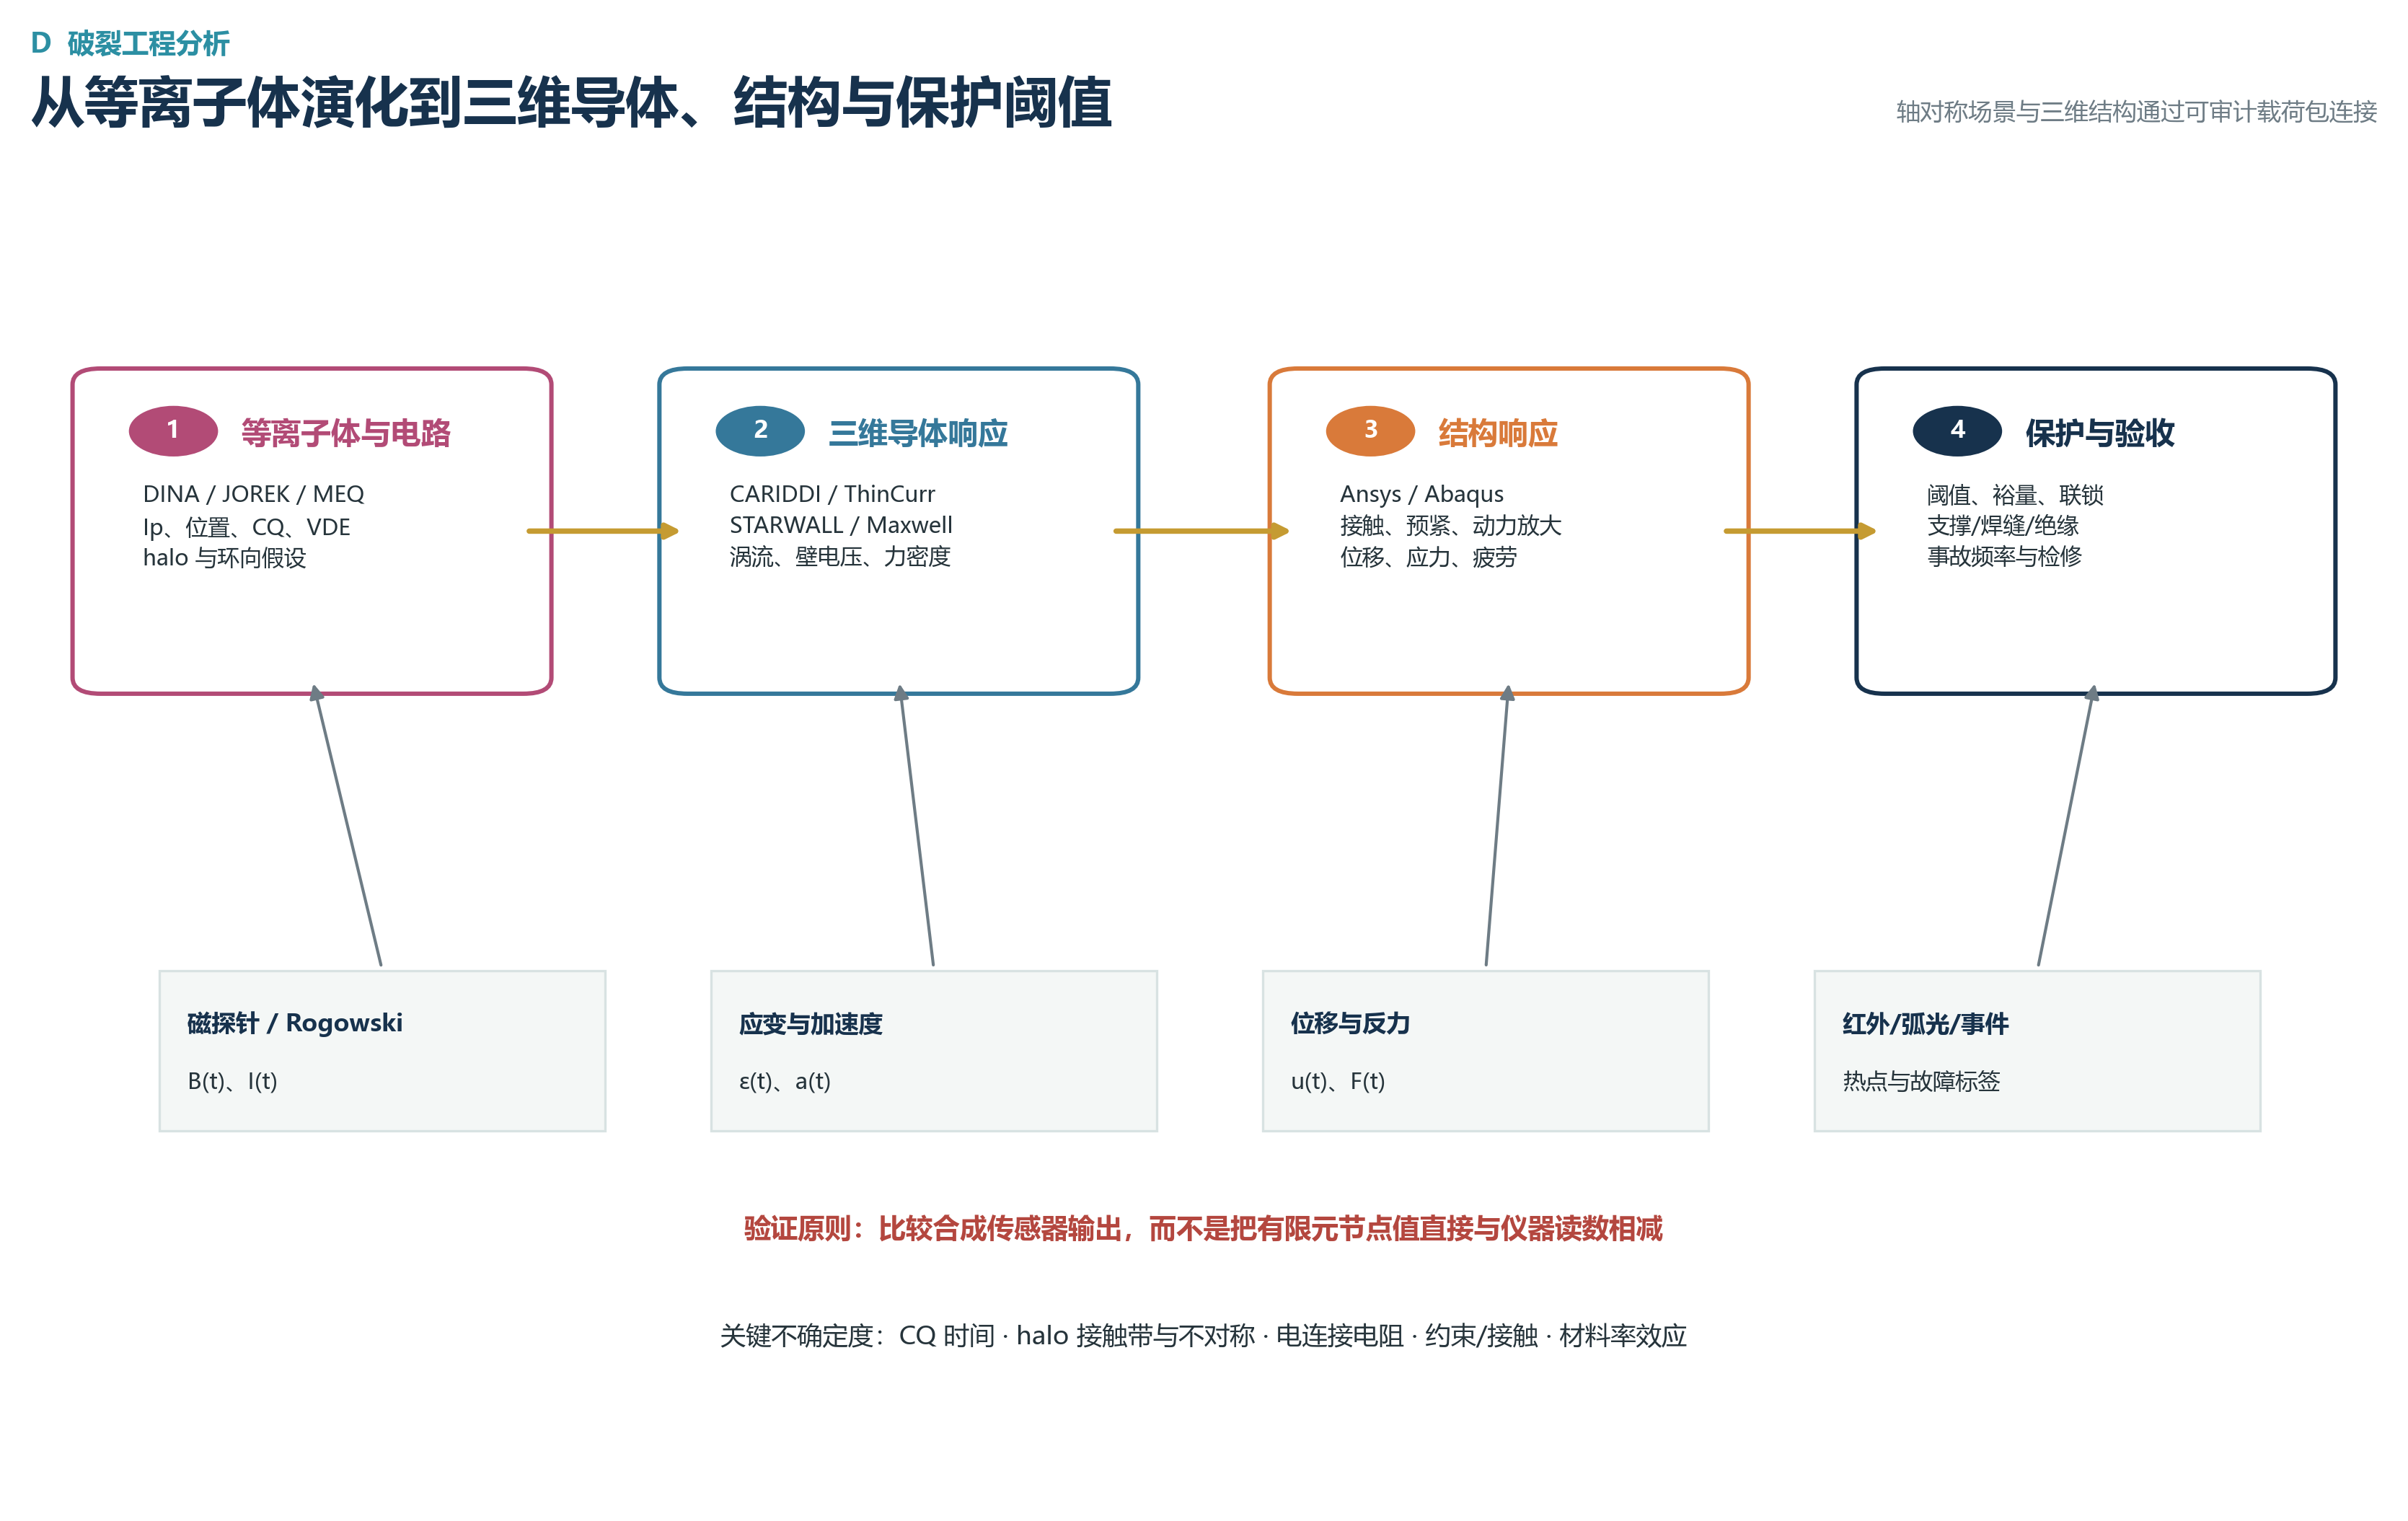 D 破裂工程分析
从等离子体演化到三维导体、结构与保护阈值
轴对称场景与三维结构通过可审计载荷包连接
1 等离子体与电路
DINA / JOREK / MEQ
Ip、位置、CQ、VDE
halo 与环向假设
2 三维导体响应
CARIDDI / ThinCurr
STARWALL / Maxwell
涡流、壁电压、力密度
3 结构响应
Ansys / Abaqus
接触、预紧、动力放大
位移、应力、疲劳
4 保护与验收
阈值、裕量、联锁
支撑/焊缝/绝缘
事故频率与检修
磁探针 / Rogowski
B(t)、I(t)
应变与加速度
ε(t)、a(t)
位移与反力
u(t)、F(t)
红外/弧光/事件
热点与故障标签
验证原则：比较合成传感器输出，而不是把有限元节点值直接与仪器读数相减
关键不确定度：CQ 时间 · halo 接触带与不对称 · 电连接电阻 · 约束/接触 · 材料率效应